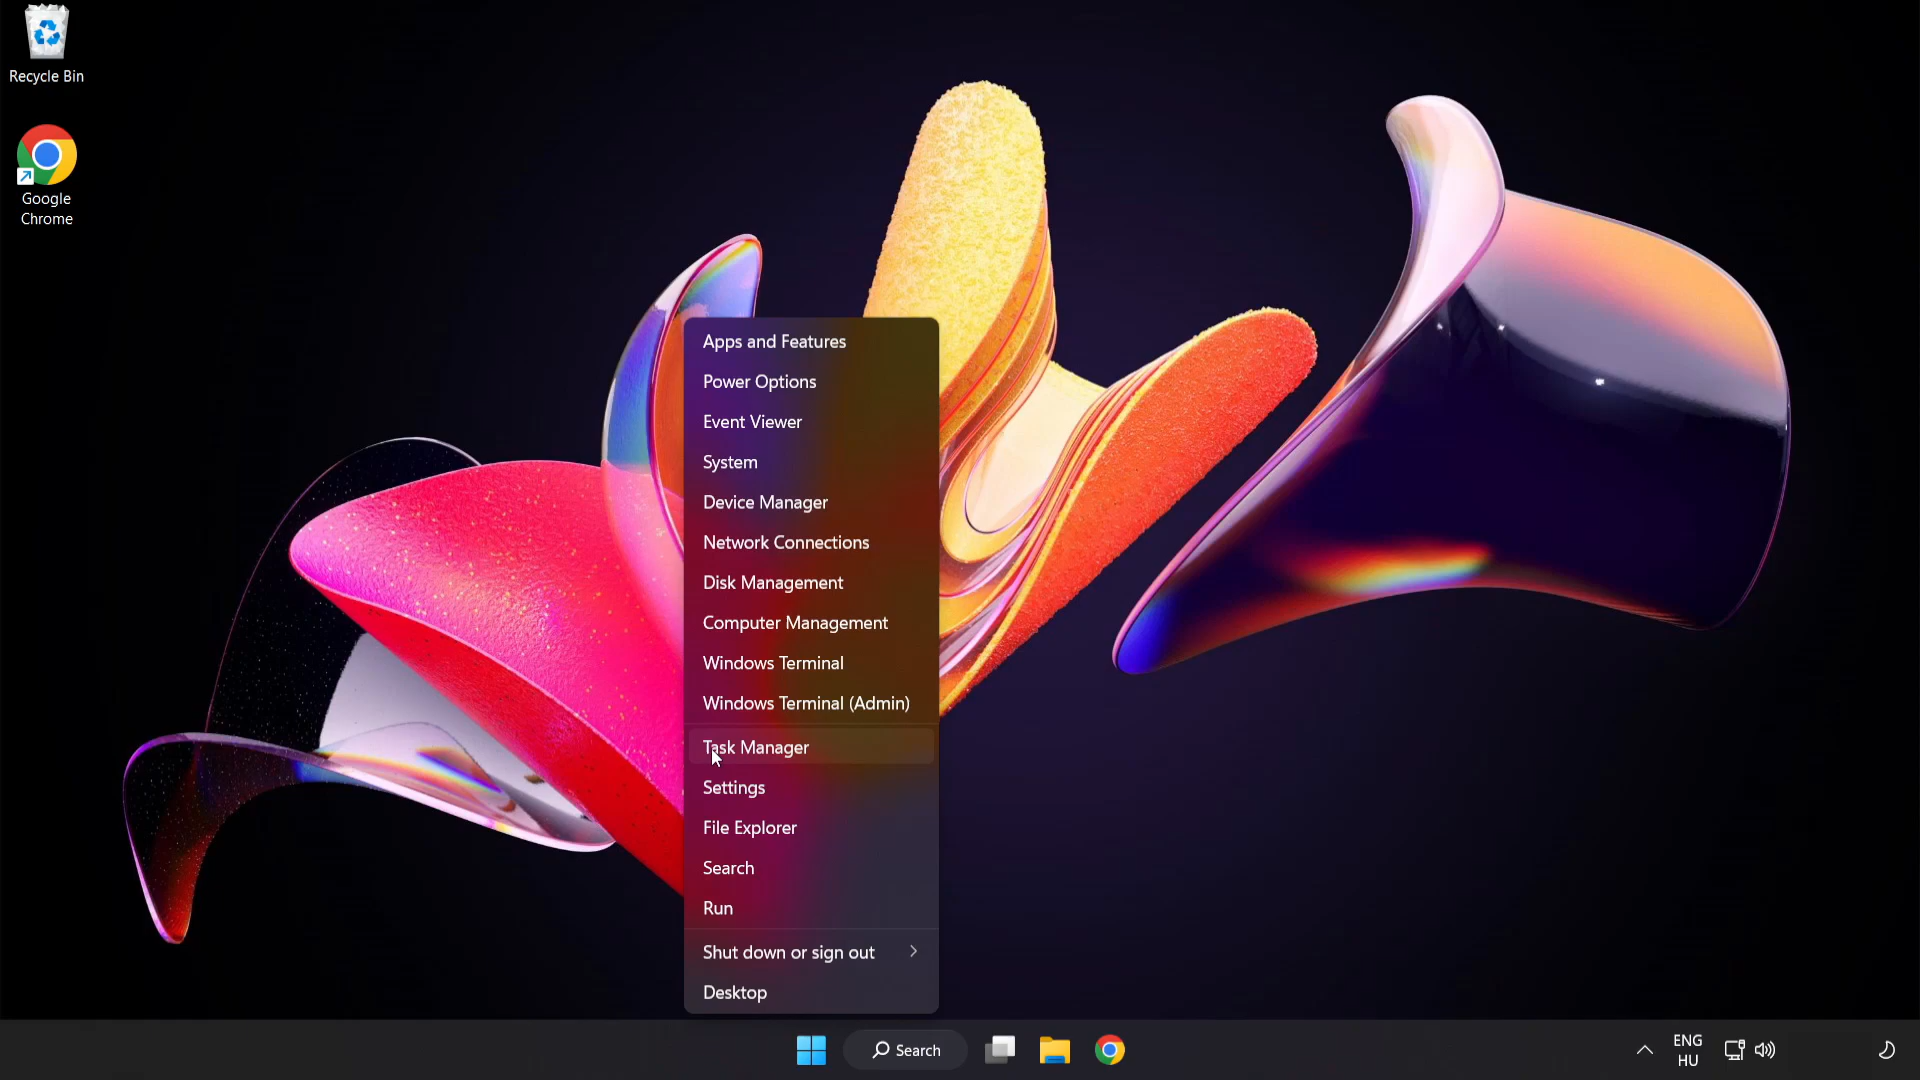 Recycle Bin
Google
Chrome
Apps and Features
Power Options
Event Viewer
System
Device Manager
Network Connections
Disk Management
Computer Management
Windows Terminal
Windows Terminal (Admin)
Task Manager
Settings
File Explorer
Search
Run
Shut down or sign out
Desktop
Search
ENG
HU